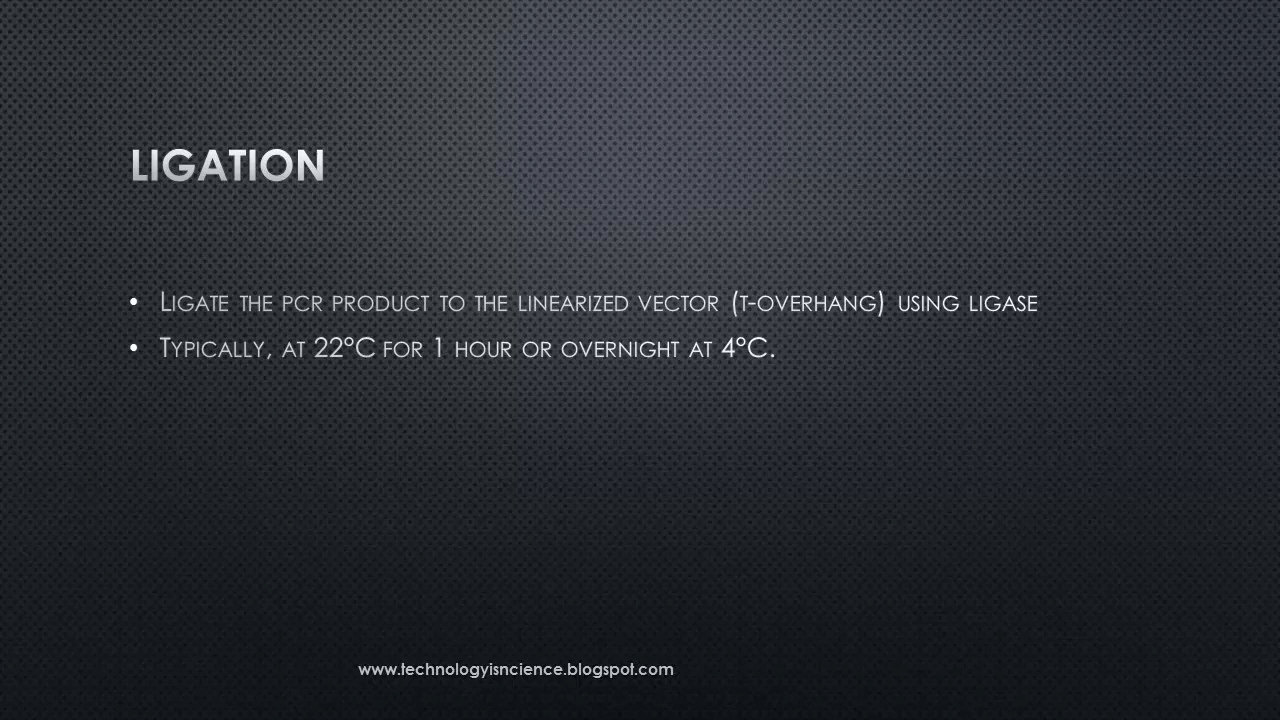 LIGATION
• Ligate the pcr product to the linearized vector (t-overhang) using ligase
• Typically, at 22°C for 1 hour or overnight at 4°C.
www.technologyisncience.blogspot.com